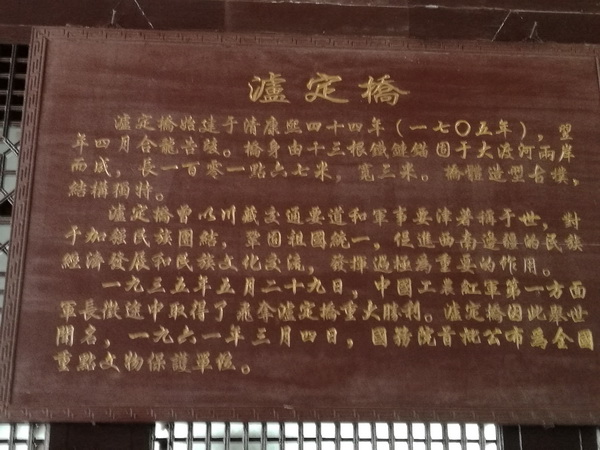 瀘定橋
瀘定橋始建于清康熙四十四年(一七〇五年),翌
年四月合龍告竣。橋身由十三根鐵鏈錨固于大渡河兩岸
而成,長一百零一點六七米,寬三米。橋體造型古樸,
結構獨特。
瀘定橋曾以川藏交通要道和軍事要津著稱于世,對
于加強民族團結,鞏固祖國統一,促進西南邊疆的民族
經濟發展和民族文化交流,發揮過極爲重要的作用。
一九三五年五月二十九日,中國工農紅軍第一方面
軍長徵途中取得了飛奪瀘定橋重大勝利。瀘定橋因此舉世
聞名,一九六一年三月四日,國務院首批公布爲全國
重點文物保護單位。